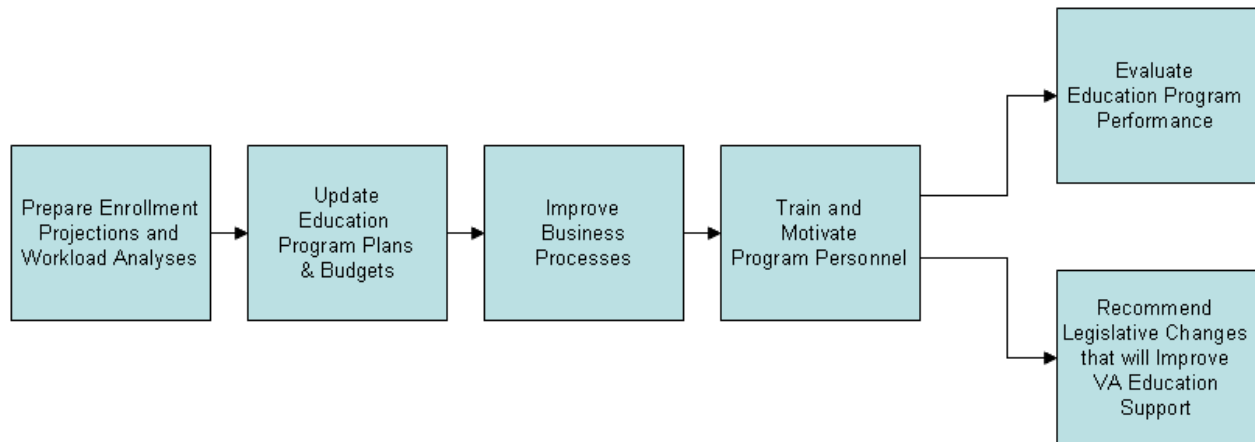 Prepare Enrollment
Projections and
Workload Analyses
Update
Education
Program Plans
& Budgets
Improve
Business
Processes
Train and
Motivate
Program Personnel
Evaluate
Education Program
Performance
Recommend
Legislative Changes
that will Improve
VA Education
Support